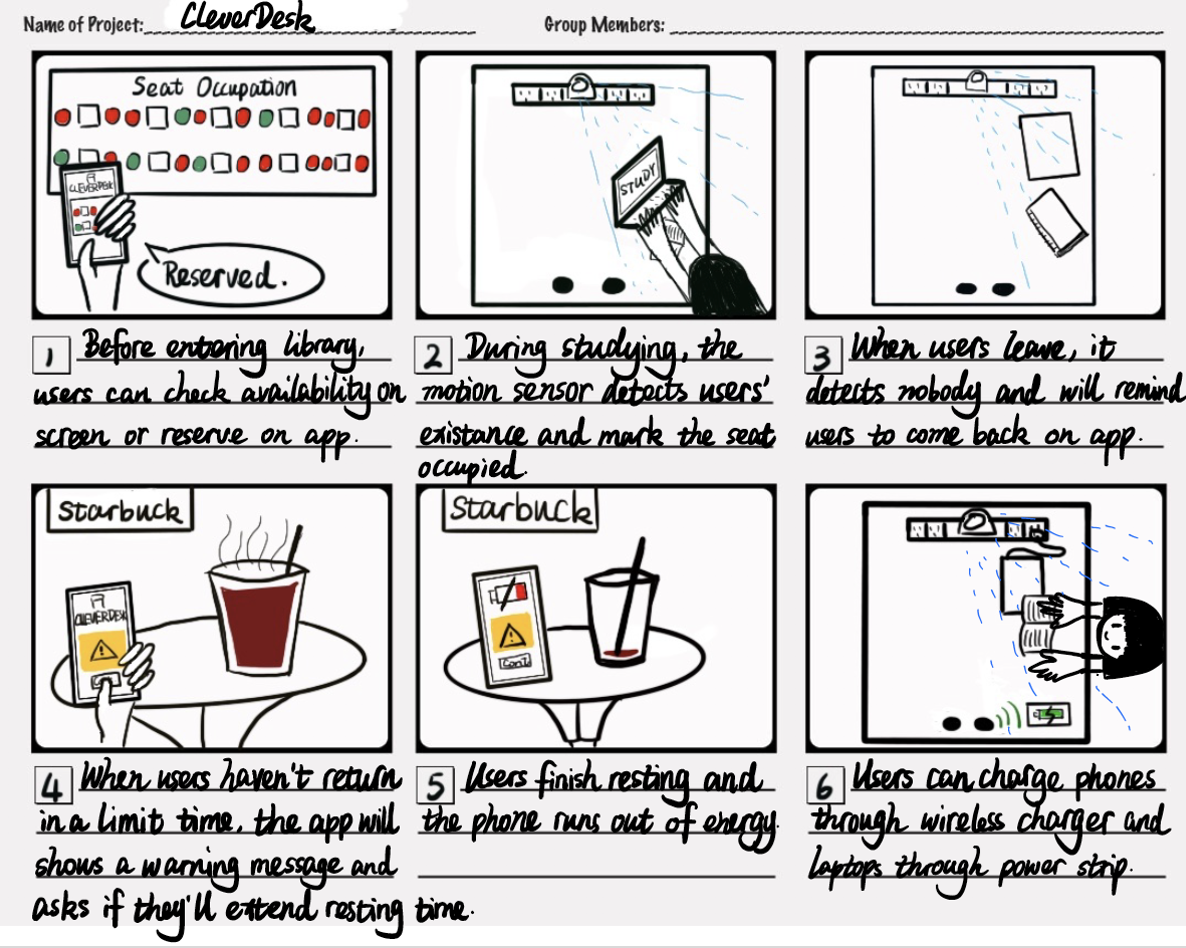 Name of Project: CleverDesk
Group Members:
Seat Occupation
CLEVERDESK
Reserved.
STUDY
1 Before entering library,
users can check availability on
screen or reserve on app.
2 During studying, the
motion sensor detects users'
existance and mark the seat
occupied.
3 When users leave, it
detects nobody and will remind
users to come back on app.
Starbuck
CLEVERDESK
Starbuck
Cont
4 When users haven't return
in a limit time, the app will
shows a warning message and
asks if they'll extend resting time.
5 Users finish resting and
the phone runs out of energy.
6 Users can charge phones
through wireless charger and
laptops through power strip.